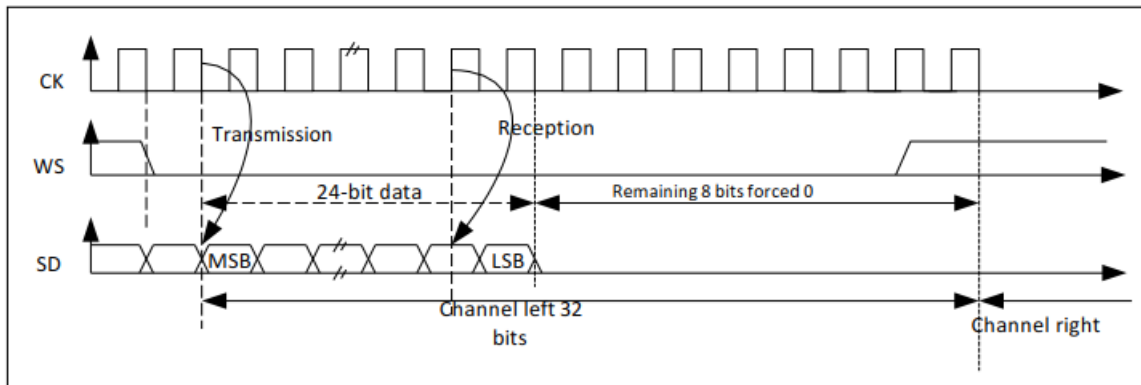 CK
Transmission
Reception
WS
24-bit data
Remaining 8 bits forced 0
SD
MSB
LSB
Channel left 32
bits
Channel right